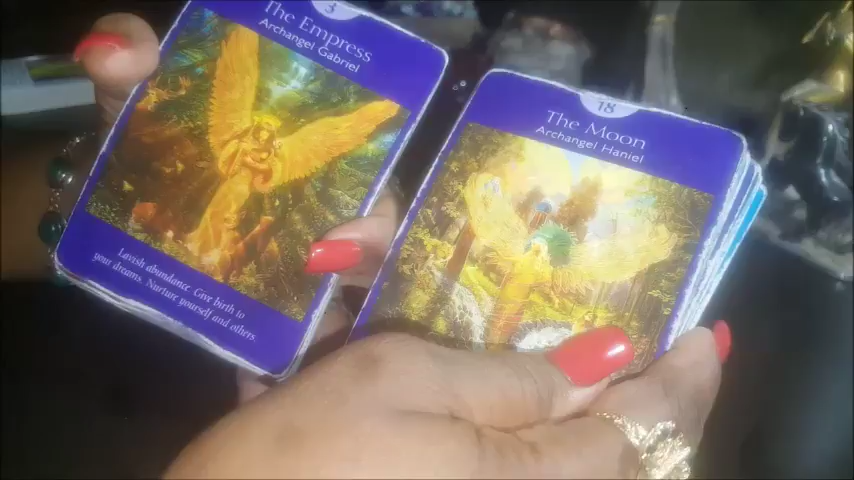 3
The Empress
Archangel Gabriel
Lavish abundance Give birth to
your dreams. Nurture yourself and others.
18
The Moon
Archangel Haniel